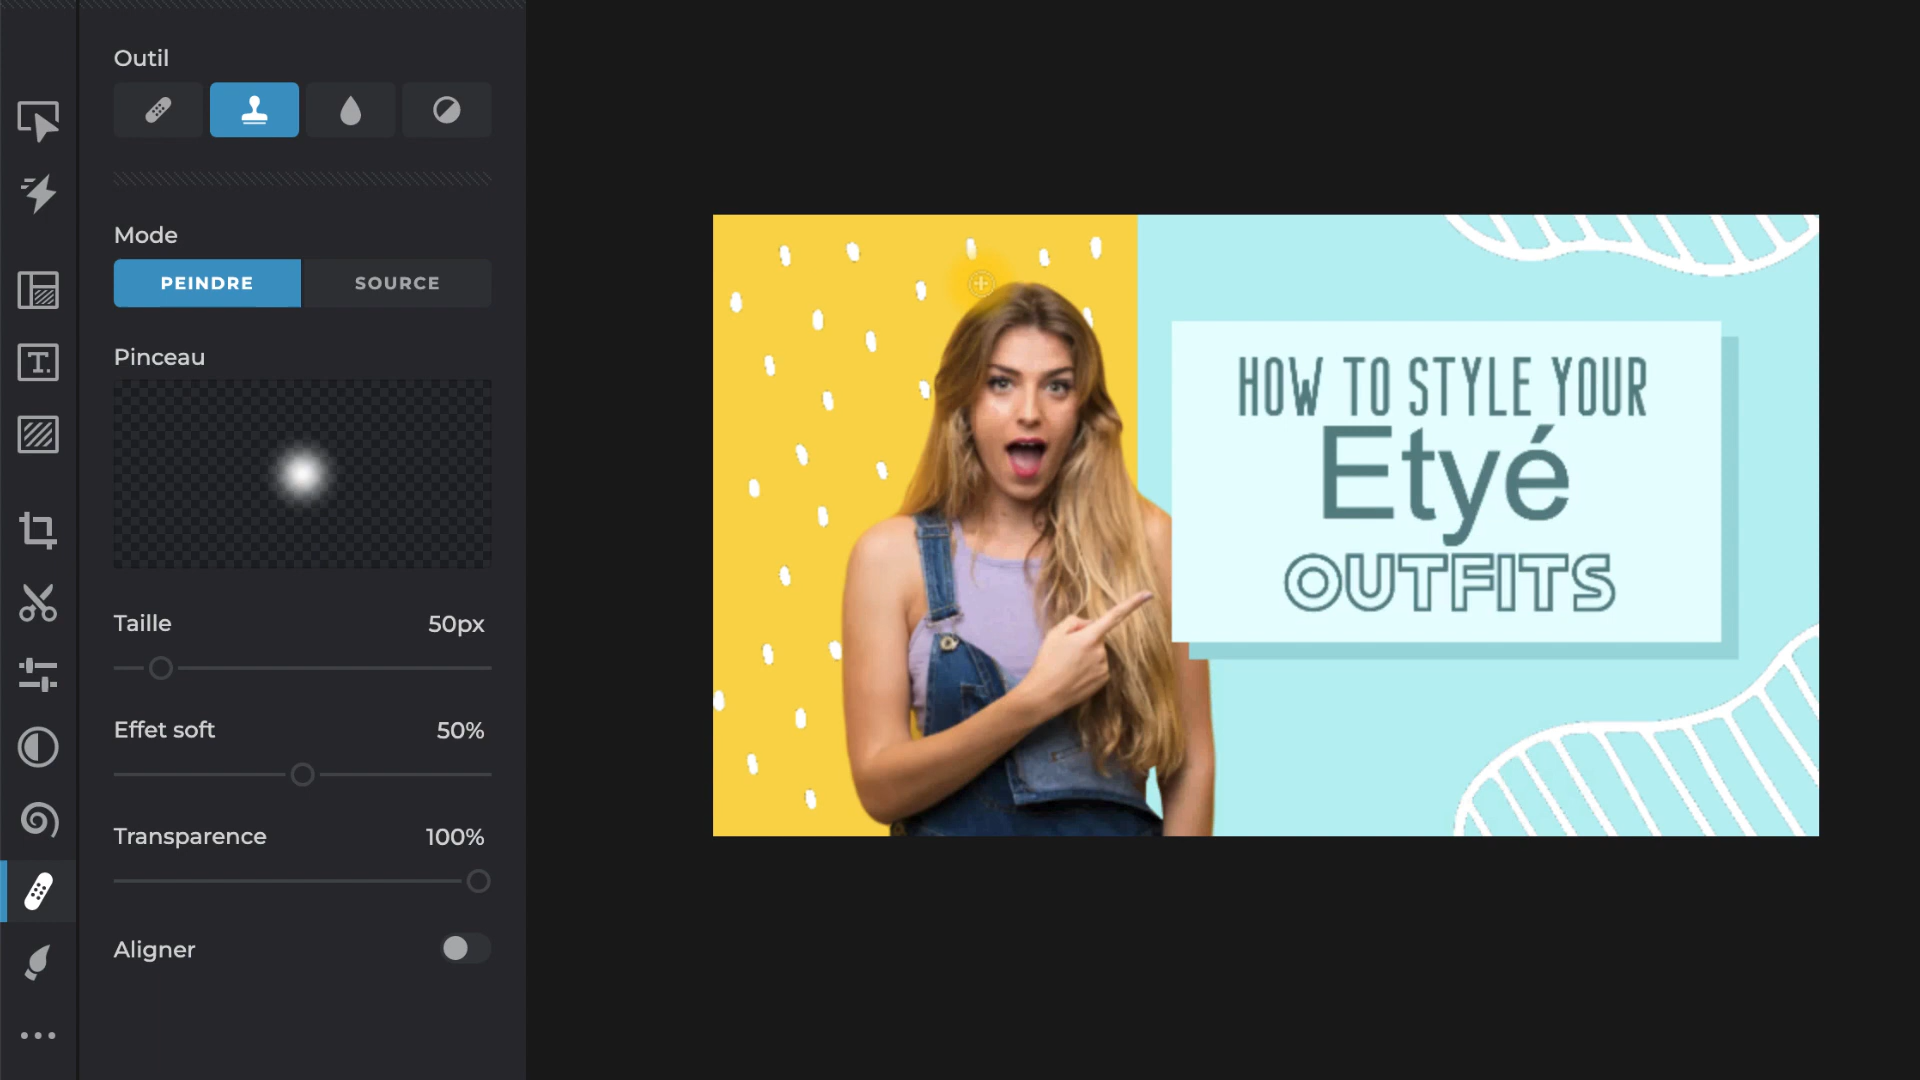 Outil
Mode
PEINDRE
SOURCE
Pinceau
Taille
50px
Effet soft
50%
Transparence
100%
Aligner
T.
HOW TO STYLE YOUR
Etyé
OUTFITS